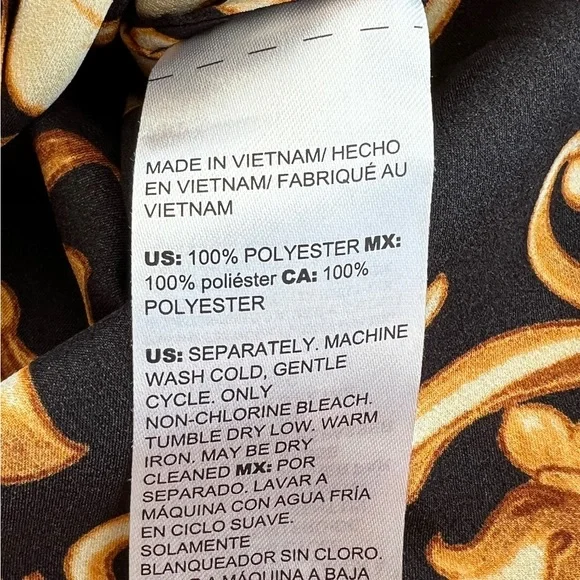 MADE IN VIETNAM/ HECHO
EN VIETNAM/ FABRIQUÉ AU
VIETNAM
US: 100% POLYESTER MX:
100% poliéster CA: 100%
POLYESTER
US: SEPARATELY. MACHINE
WASH COLD, GENTLE
CYCLE. ONLY
NON-CHLORINE BLEACH.
TUMBLE DRY LOW. WARM
IRON. MAY BE DRY
CLEANED MX: POR
SEPARADO. LAVAR A
MÁQUINA CON AGUA FRÍA
EN CICLO SUAVE.
SOLAMENTE
BLANQUEADOR SIN CLORO.
A MÁQUINA A BAJA